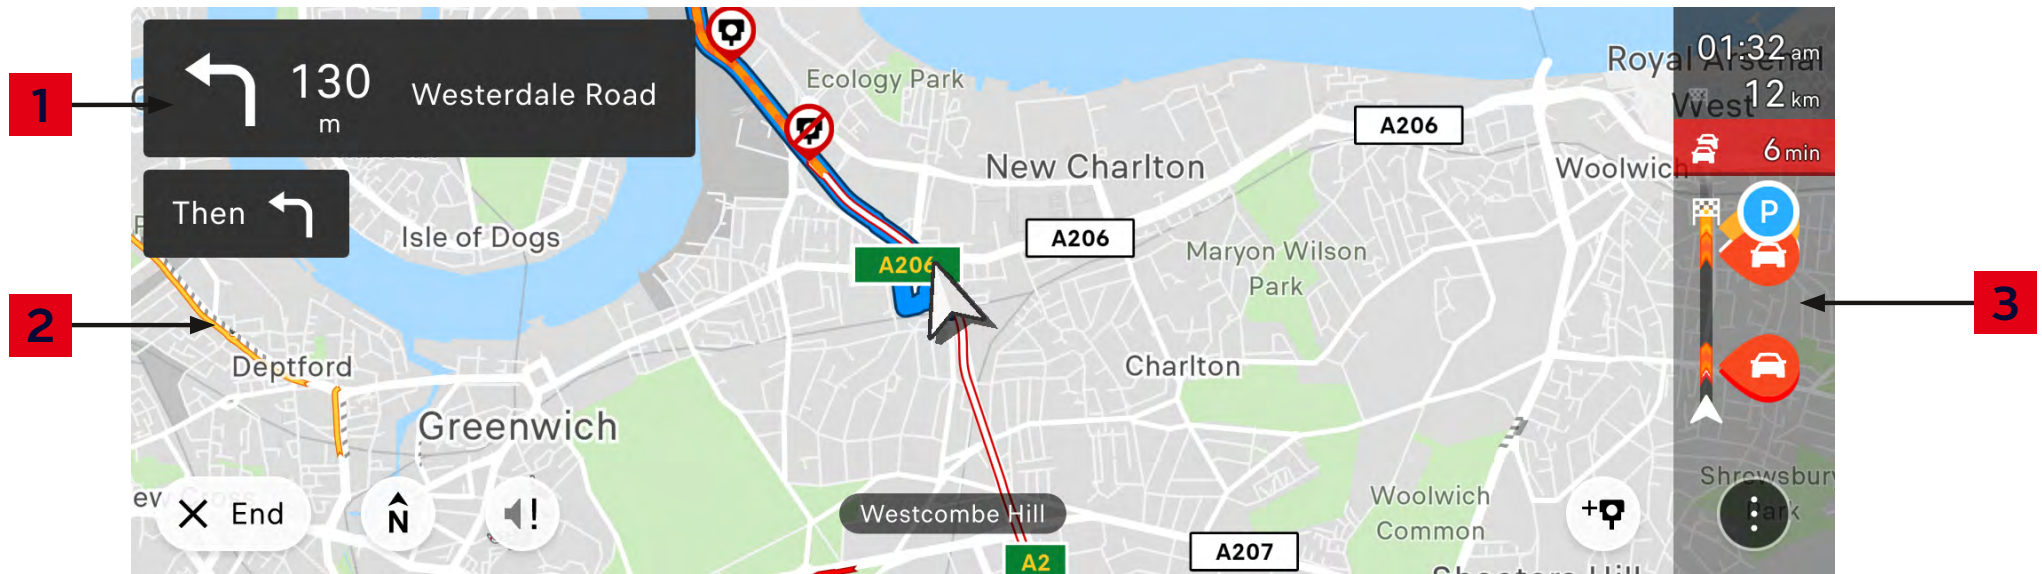 1
130
m
Westerdale Road
Then
2
3
Ecology Park
New Charlton
A206
Royal Arsenal
West
Woolwich
01:32 am
12 km
6 min
P
Isle of Dogs
A206
A206
Maryon Wilson
Park
Deptford
Charlton
Greenwich
End
N
!
Westcombe Hill
A2
A207
Woolwich
Common
+
Shrewsbury
Park